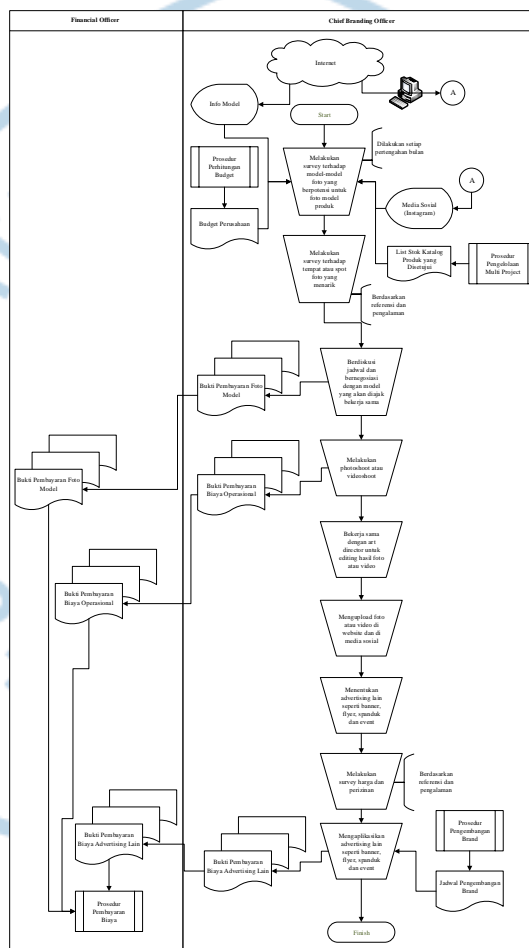 Financial Officer
Chief Branding Officer
Internet
Info Model
A
Start
Dilakukan setiap
pertengahan bulan
Prosedur
Perhitungan
Budget
Melakukan
survey terhadap
model-model
foto yang
berpotensi untuk
foto model
produk
A
Media Sosial
(Instagram)
Budget Perusahaan
List Stok Katalog
Produk yang
Disetujui
Prosedur
Pengelolaan
Multi Project
Melakukan
survey terhadap
tempat atau spot
foto yang
menarik
Berdasarkan
referensi dan
pengalaman
Berdiskusi
jadwal dan
bernegosiasi
dengan model
yang akan diajak
bekerja sama
Bukti Pembayaran Foto
Model
Bukti Pembayaran Foto
Model
Melakukan
photoshoot atau
videoshoot
Bukti Pembayaran
Biaya Operasional
Bekerja sama
dengan art
director untuk
editing hasil foto
atau video
Bukti Pembayaran
Biaya Operasional
Mengupload foto
atau video di
website dan di
media sosial
Menentukan
advertising lain
seperti banner,
flyer, spanduk
dan event
Melakukan
survey harga dan
perizinan
Berdasarkan
referensi dan
pengalaman
Mengaplikasikan
advertising lain
seperti banner,
flyer, spanduk
dan event
Prosedur
Pengembangan
Brand
Bukti Pembayaran
Biaya Advertising Lain
Bukti Pembayaran
Biaya Advertising Lain
Jadwal Pengembangan
Brand
Prosedur
Pembayaran
Biaya
Finish